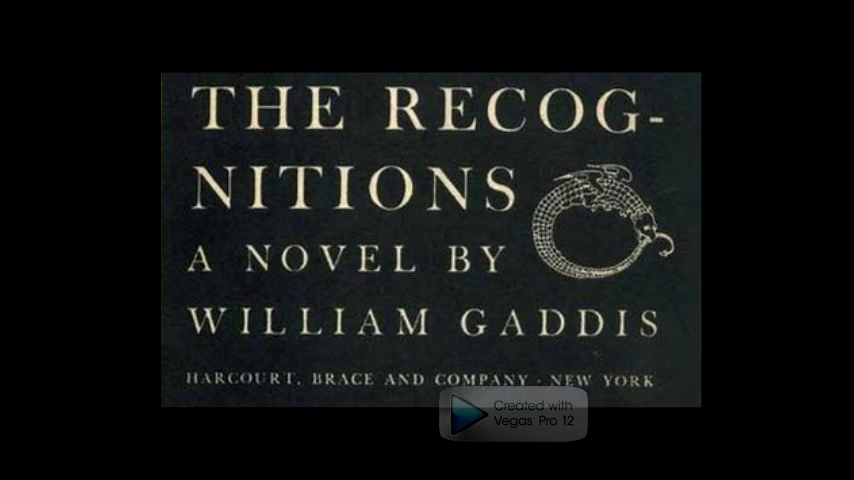 THE RECOG-
NITIONS
A NOVEL BY
WILLIAM GADDIS
HARCOURT, BRACE AND COMPANY · NEW YORK
Created with
Vegas Pro 12